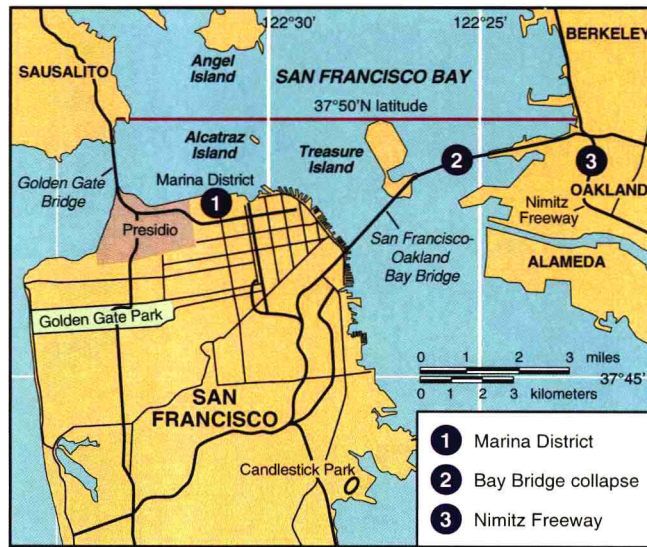 122°30'
122°25'
BERKELEY
SAUSALITO
Angel
Island
SAN FRANCISCO BAY
37°50'N latitude
Alcatraz
Island
Treasure
Island
2
3
Golden Gate
Bridge
Marina District
1
OAKLAND
Nimitz
Freeway
Presidio
San Francisco-
Oakland
Bay Bridge
ALAMEDA
Golden Gate Park
0 1 2 3 miles
0 1 2 3 kilometers
37°45'
SAN
FRANCISCO
Candlestick Park
1 Marina District
2 Bay Bridge collapse
3 Nimitz Freeway